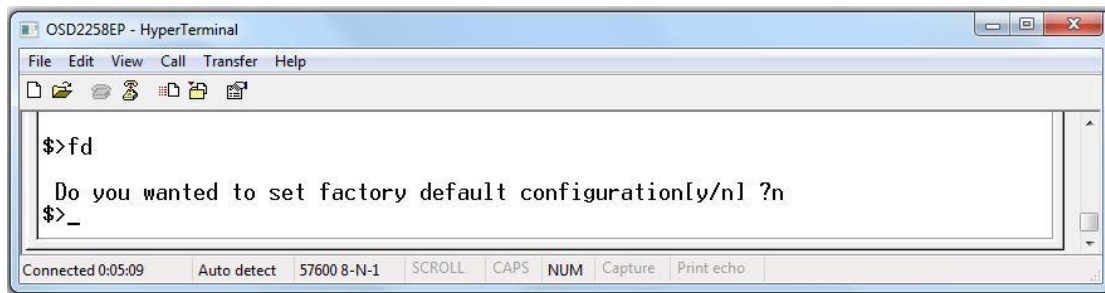 OSD2258EP - HyperTerminal
File Edit View Call Transfer Help
$>fd
Do you wanted to set factory default configuration[y/n] ?n
$>_
Connected 0:05:09 Auto detect 57600 8-N-1 SCROLL CAPS NUM Capture Print echo